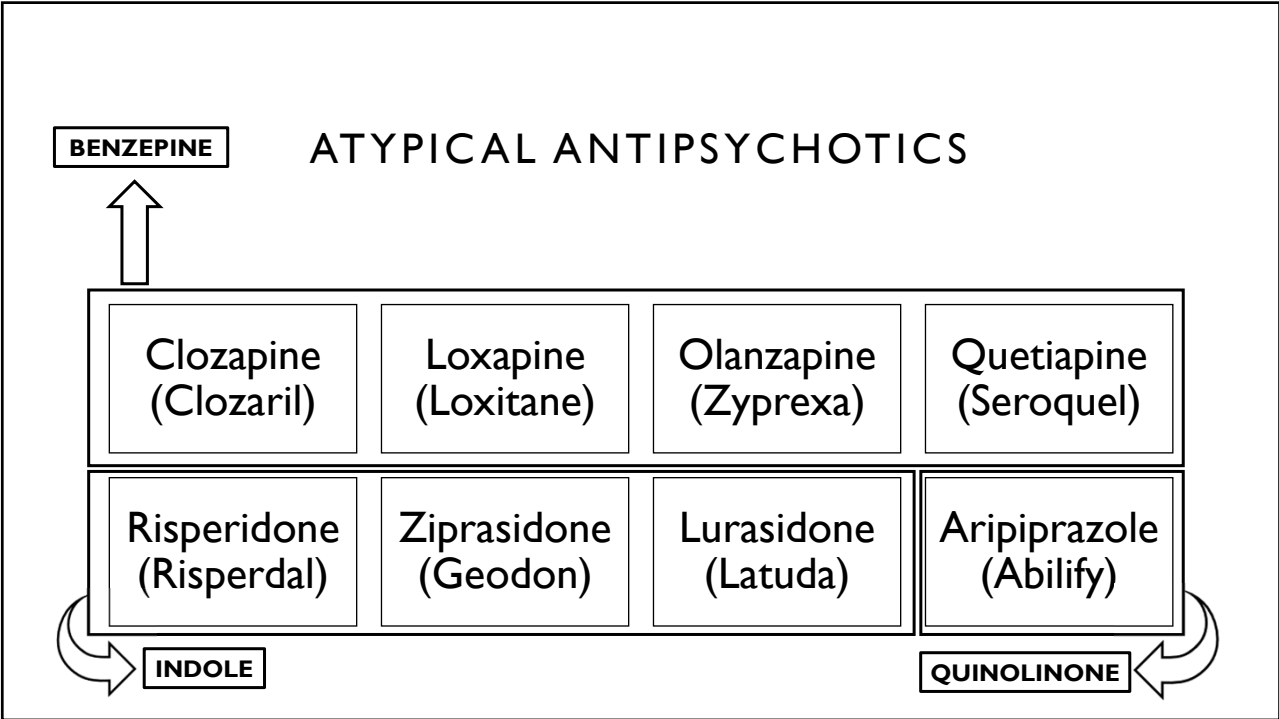 BENZEPINE
ATYPICAL ANTIPSYCHOTICS
Clozapine
(Clozaril)
Loxapine
(Loxitane)
Olanzapine
(Zyprexa)
Quetiapine
(Seroquel)
Risperidone
(Risperdal)
Ziprasidone
(Geodon)
Lurasidone
(Latuda)
Aripiprazole
(Abilify)
INDOLE
QUINOLINONE